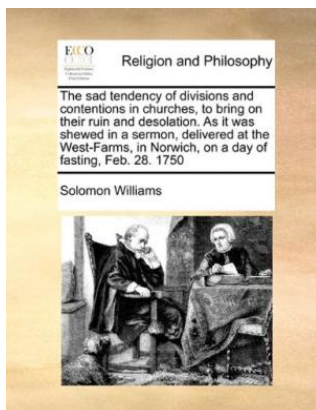 ECCO
Religion and Philosophy
The sad tendency of divisions and
contentions in churches, to bring on
their ruin and desolation. As it was
shewed in a sermon, delivered at the
West-Farms, in Norwich, on a day of
fasting, Feb. 28. 1750
Solomon Williams